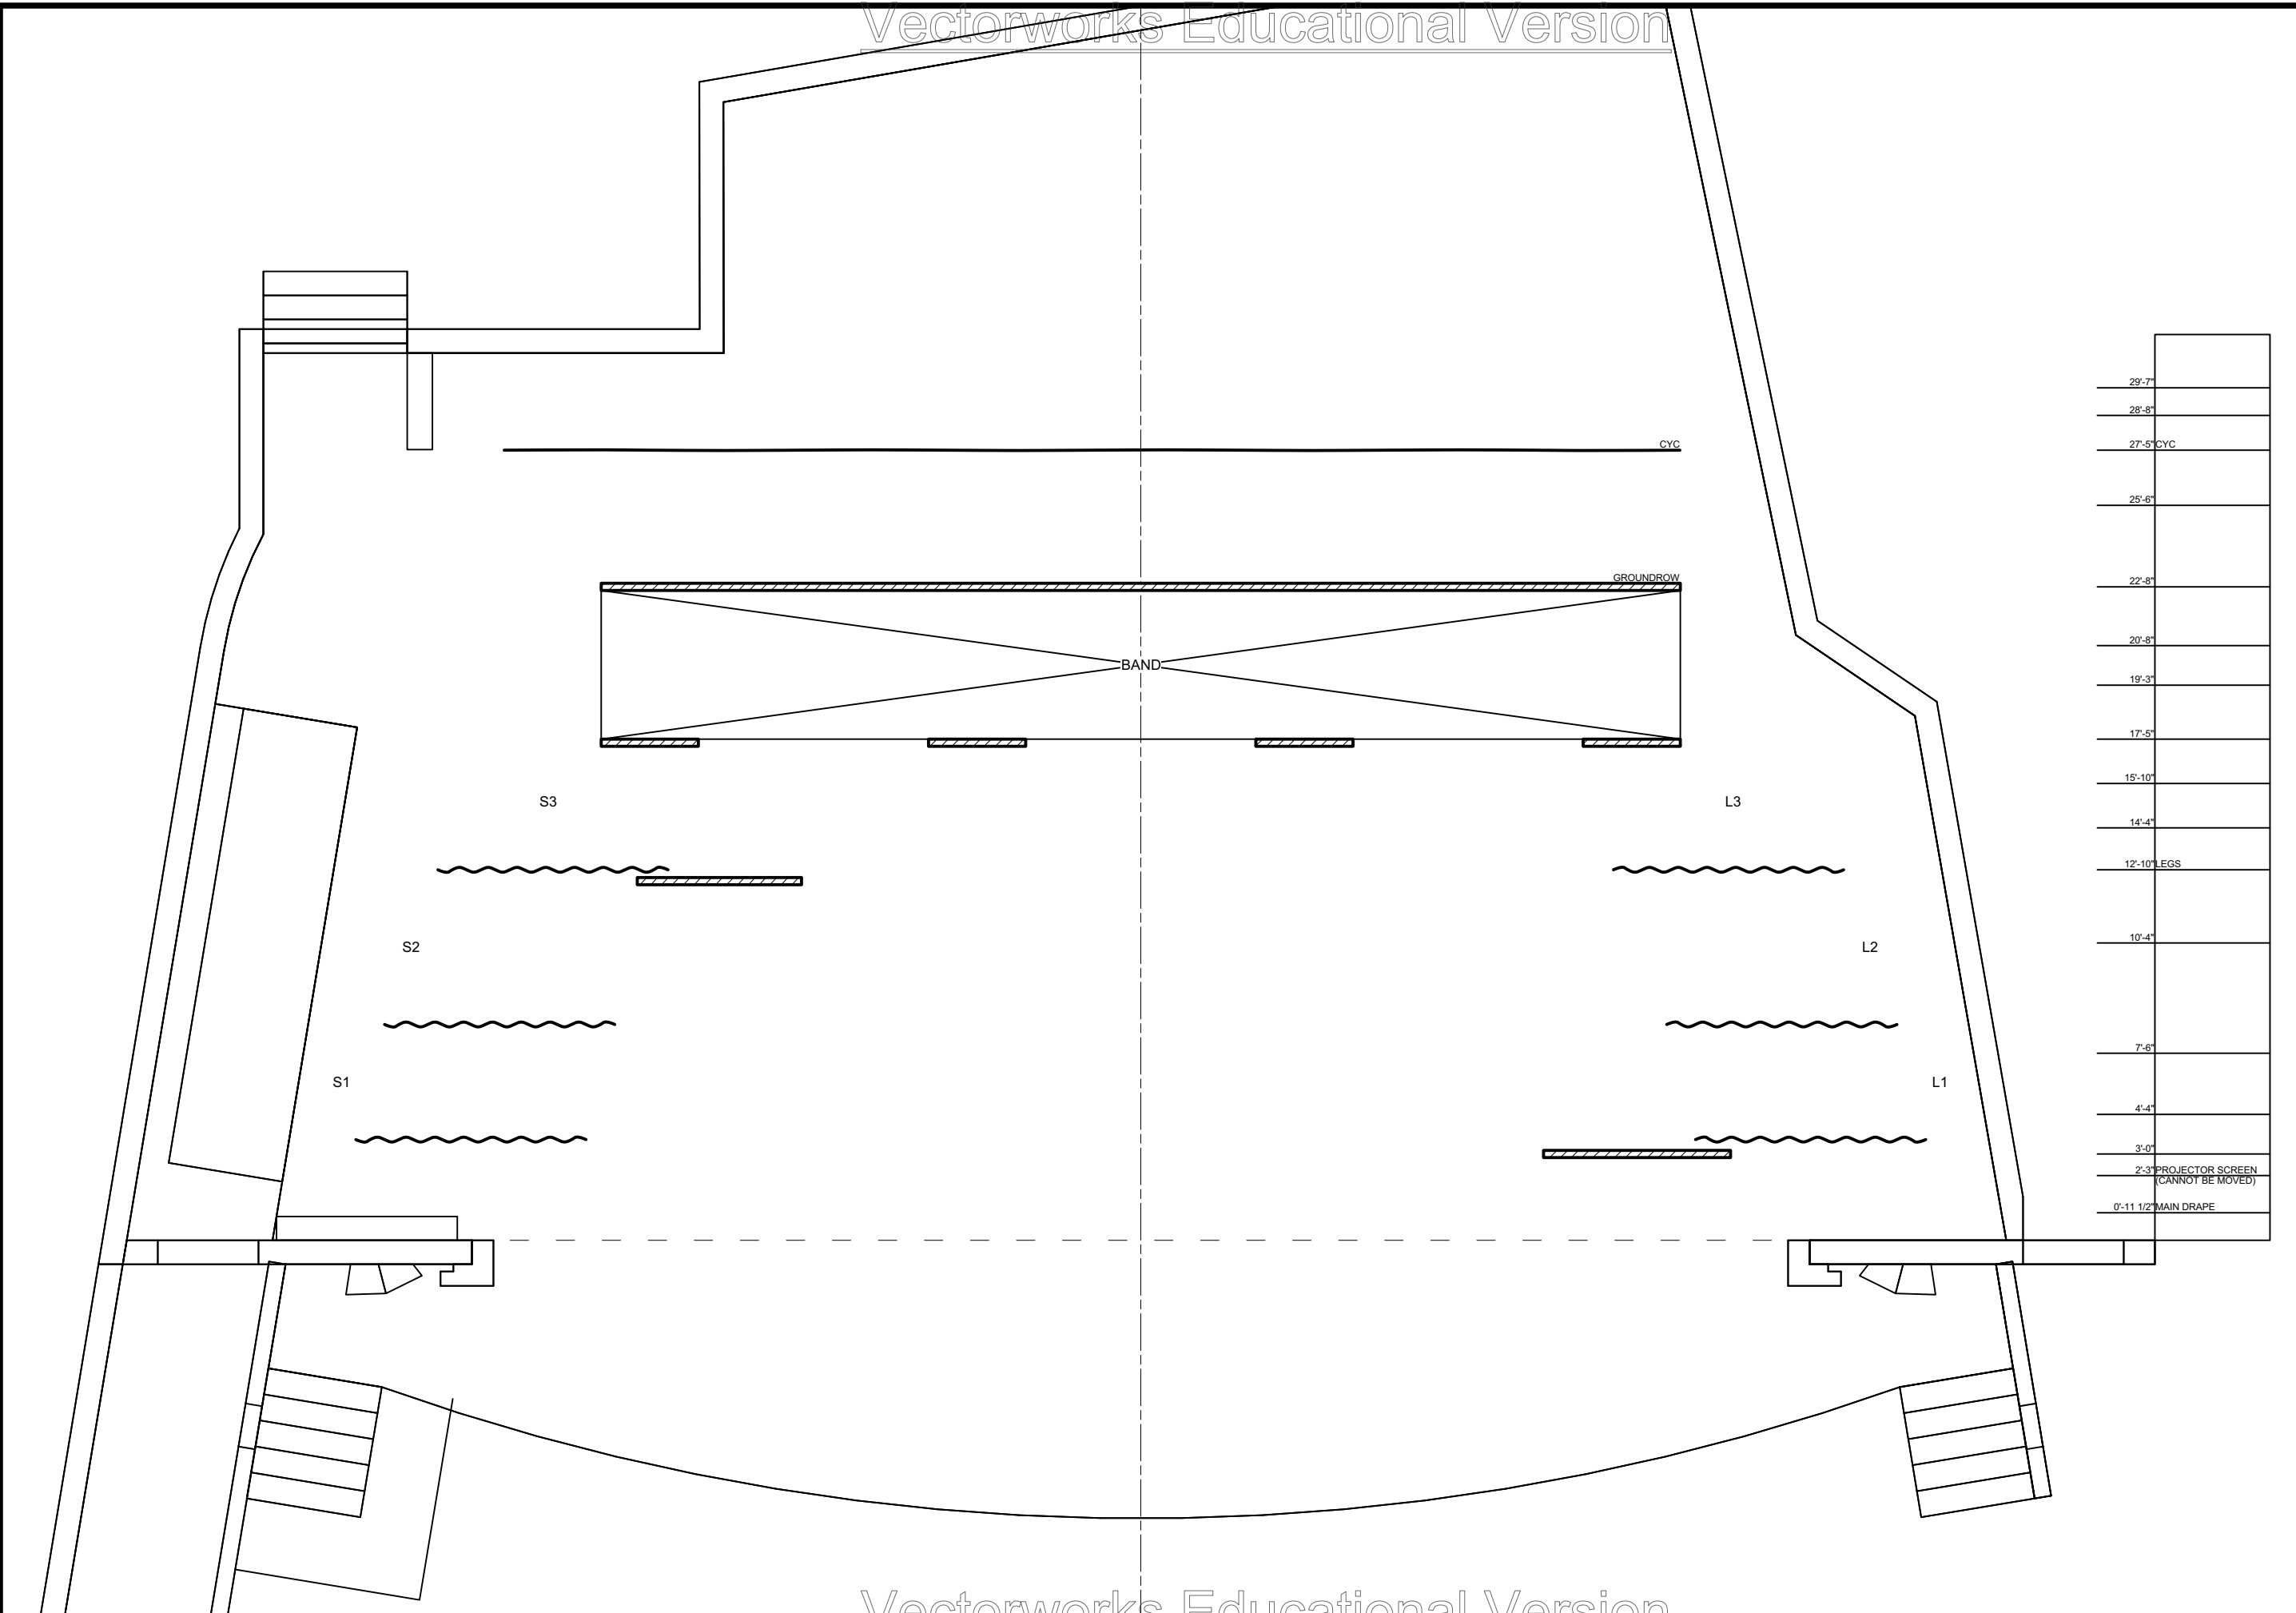 Vectorworks Educational Version
29'-7"
28'-8"
CYC
27'-5" CYC
25'-6"
GROUNDROW
22'-8"
20'-8"
BAND
19'-3"
17'-5"
15'-10"
S3
L3
14'-4"
12'-10" LEGS
10'-4"
S2
L2
7'-6"
S1
L1
4'-4"
3'-0"
2'-3" PROJECTOR SCREEN
(CANNOT BE MOVED)
0'-11 1/2" MAIN DRAPE
Vectorworks Educational Version